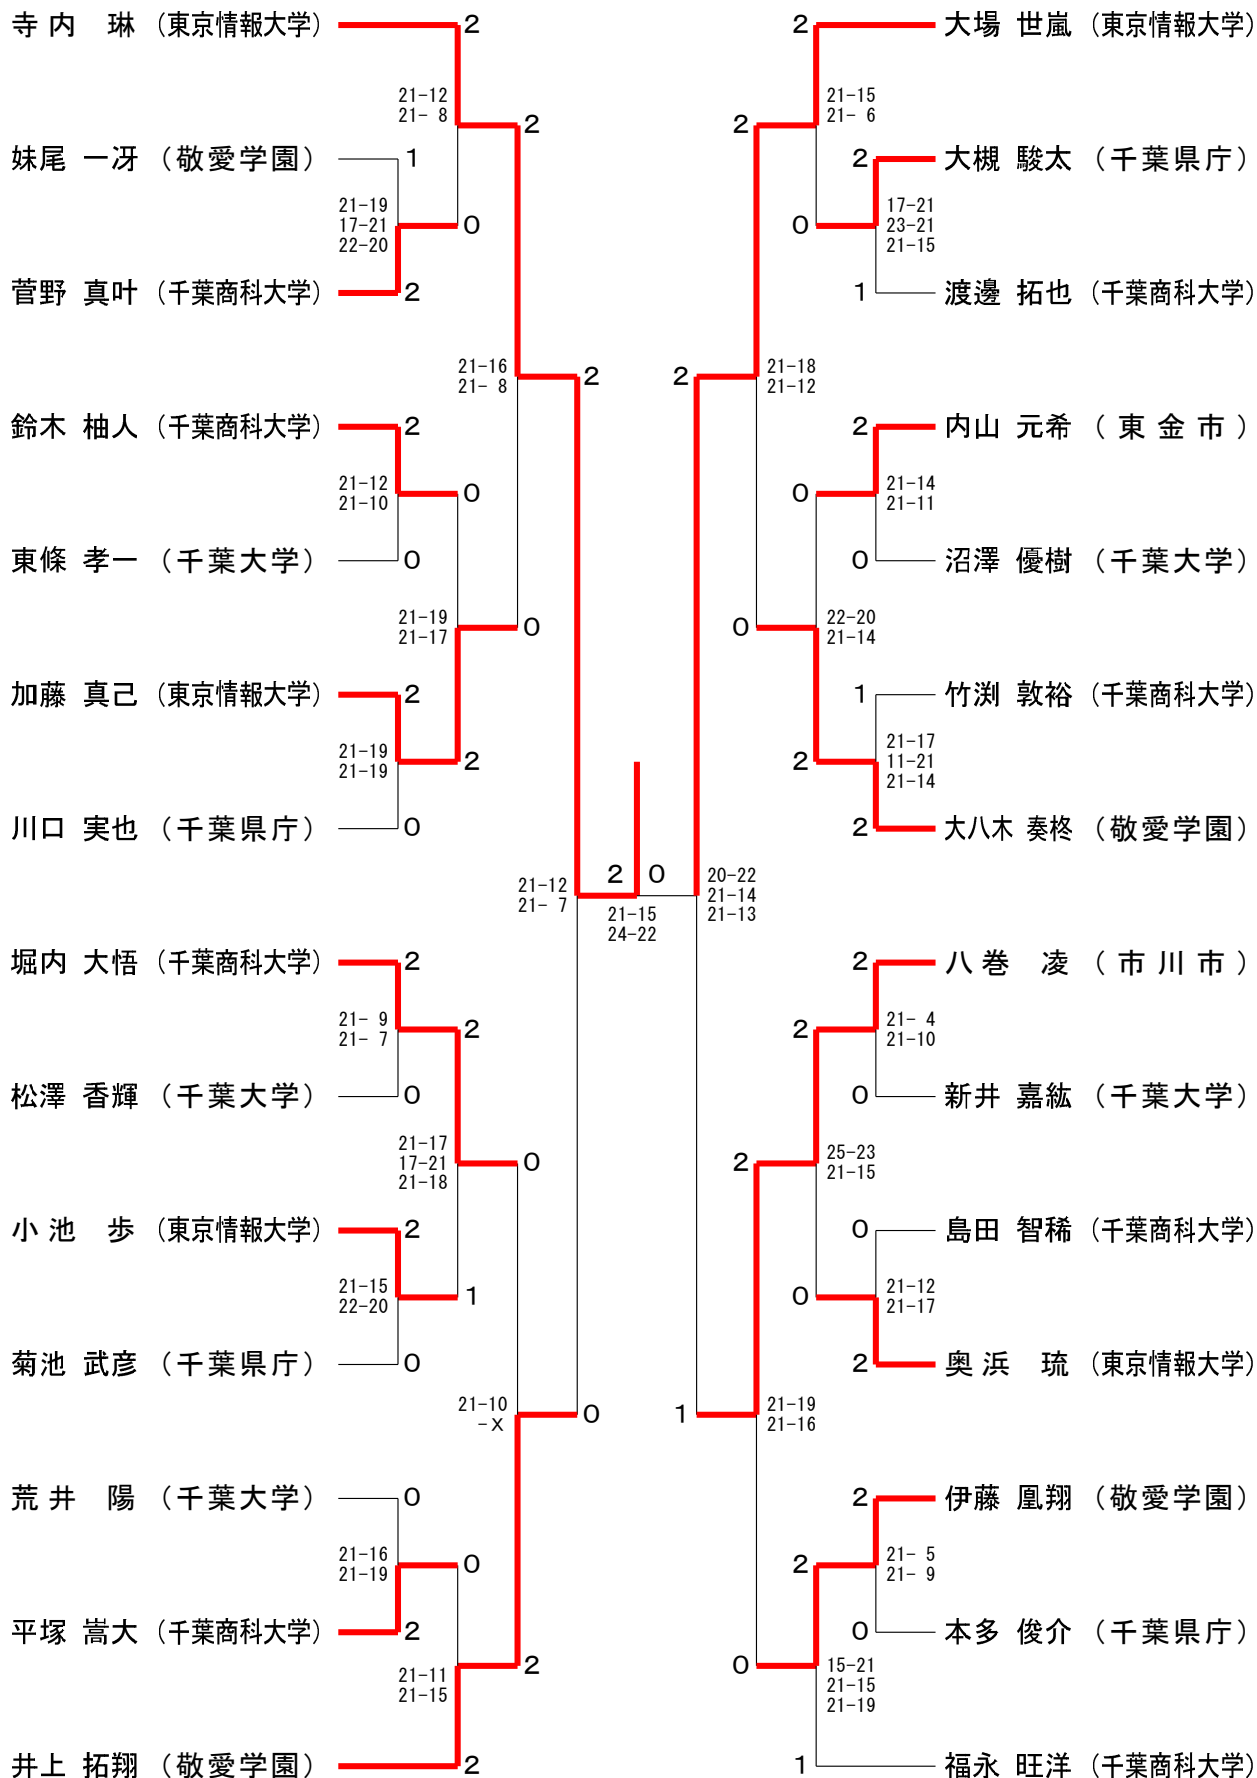 寺内 琳 （東京情報大学） 2 2 大場 世嵐 （東京情報大学）
21-12 21-15
21- 8 2 2 21- 6
妹尾 一冴 （敬愛学園） 1 2 大槻 駿太 （千葉県庁）
21-19 17-21
17-21 0 0 23-21
22-20 21-15
菅野 真叶 （千葉商科大学） 2 1 渡邊 拓也 （千葉商科大学）
21-16 2 2 21-18
21- 8 21-12
鈴木 柚人 （千葉商科大学） 2 2 内山 元希 （東金市）
21-12 0 0 21-14
21-10 21-11
東條 孝一 （千葉大学） 0 0 沼澤 優樹 （千葉大学）
21-19 0 0 22-20
21-17 21-14
加藤 真己 （東京情報大学） 2 1 竹渕 敦裕 （千葉商科大学）
21-19 2 2 21-17
21-19 11-21
21-14
川口 実也 （千葉県庁） 0 2 大八木 奏柊 （敬愛学園）
21-12 2 0 20-22
21- 7 21-15 21-14
24-22 21-13
堀内 大悟 （千葉商科大学） 2 2 八巻 凌 （市川市）
21- 9 2 2 21- 4
21- 7 21-10
松澤 香輝 （千葉大学） 0 0 新井 嘉紘 （千葉大学）
21-17 25-23
17-21 0 2 21-15
21-18
小池 歩 （東京情報大学） 2 0 島田 智稀 （千葉商科大学）
21-15 1 0 21-12
22-20 21-17
菊池 武彦 （千葉県庁） 0 2 奥浜 琉 （東京情報大学）
21-10 0 1 21-19
-X 21-16
荒井 陽 （千葉大学） 0 2 伊藤 凰翔 （敬愛学園）
21-16 0 2 21- 5
21-19 21- 9
平塚 嵩大 （千葉商科大学） 2 0 本多 俊介 （千葉県庁）
21-11 2 0 15-21
21-15 21-15
21-19
井上 拓翔 （敬愛学園） 2 1 福永 旺洋 （千葉商科大学）